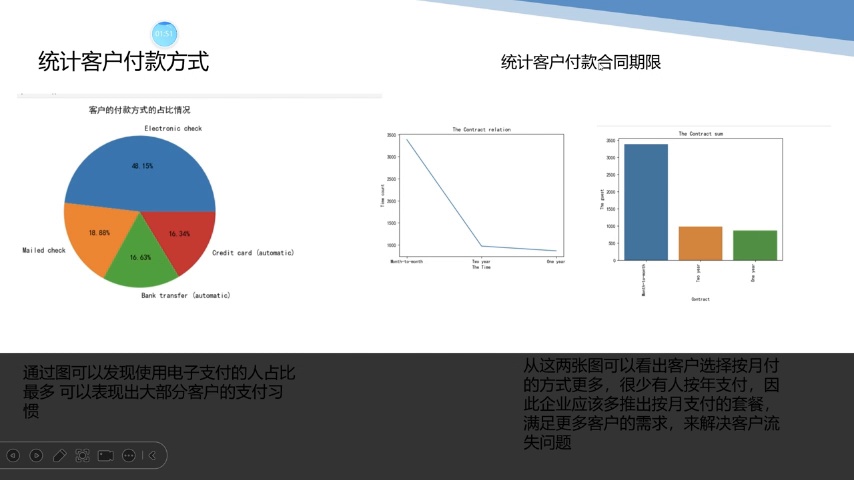 01:51
统计客户付款方式
统计客户付款合同期限
客户的付款方式的占比情况
Electronic check
48.15%
18.88%
16.34%
16.63%
Mailed check
Credit card (automatic)
Bank transfer (automatic)
The Contract relation
3500
3000
2500
2000
1500
1000
Time count
Month-to-month
Two year
One year
The Time
The Contract sum
3500
3000
2500
2000
1500
1000
500
0
Month-to-month
Two year
One year
Contract
通过图可以发现使用电子支付的人占比
最多 可以表现出大部分客户的支付习
惯
从这两张图可以看出客户选择按月付
的方式更多，很少有人按年支付，因
此企业应该多推出按月支付的套餐，
满足更多客户的需求，来解决客户流
失问题